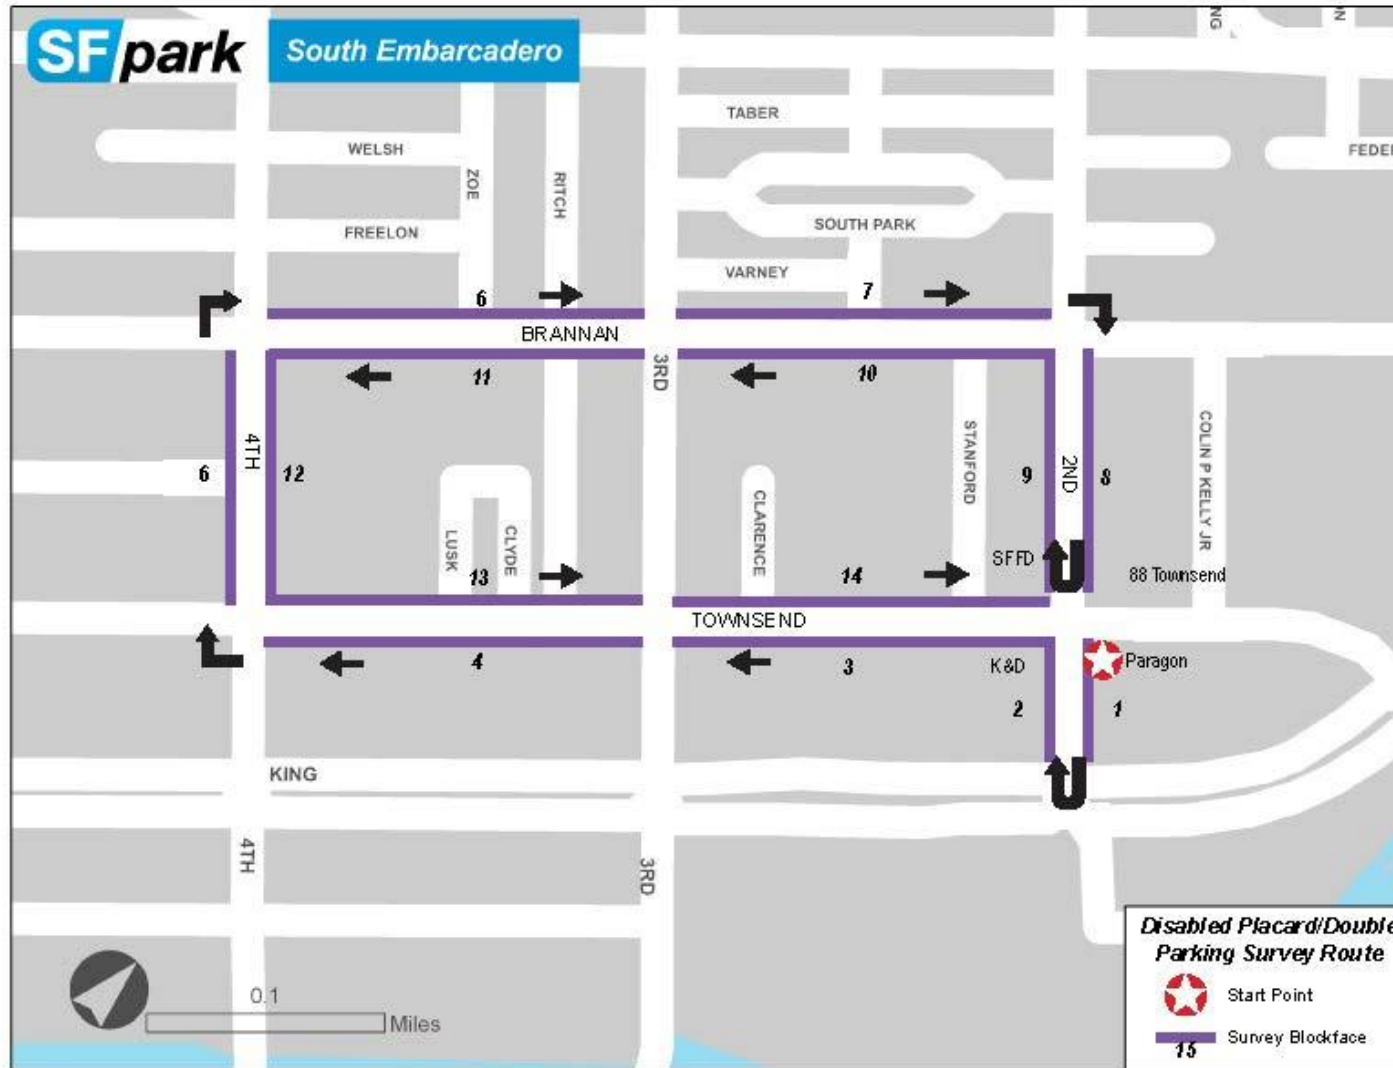 SFpark
South Embarcadero
NG
ON
TABER
WELSH
FEDER
ZOE
RITCH
FREELON
SOUTH PARK
VARNEY
6
7
BRANNAN
11
3RD
10
4TH
6
12
STANFORD
COLIN P KELLY JR
9
2ND
8
LUSK
CLYDE
CLARENCE
13
14
SFFD
88 Townsend
TOWNSEND
4
3
K&D
Paragon
2
1
KING
4TH
3RD
Disabled Placard/Double
Parking Survey Route
Start Point
Survey Blockface
15
0.1
Miles